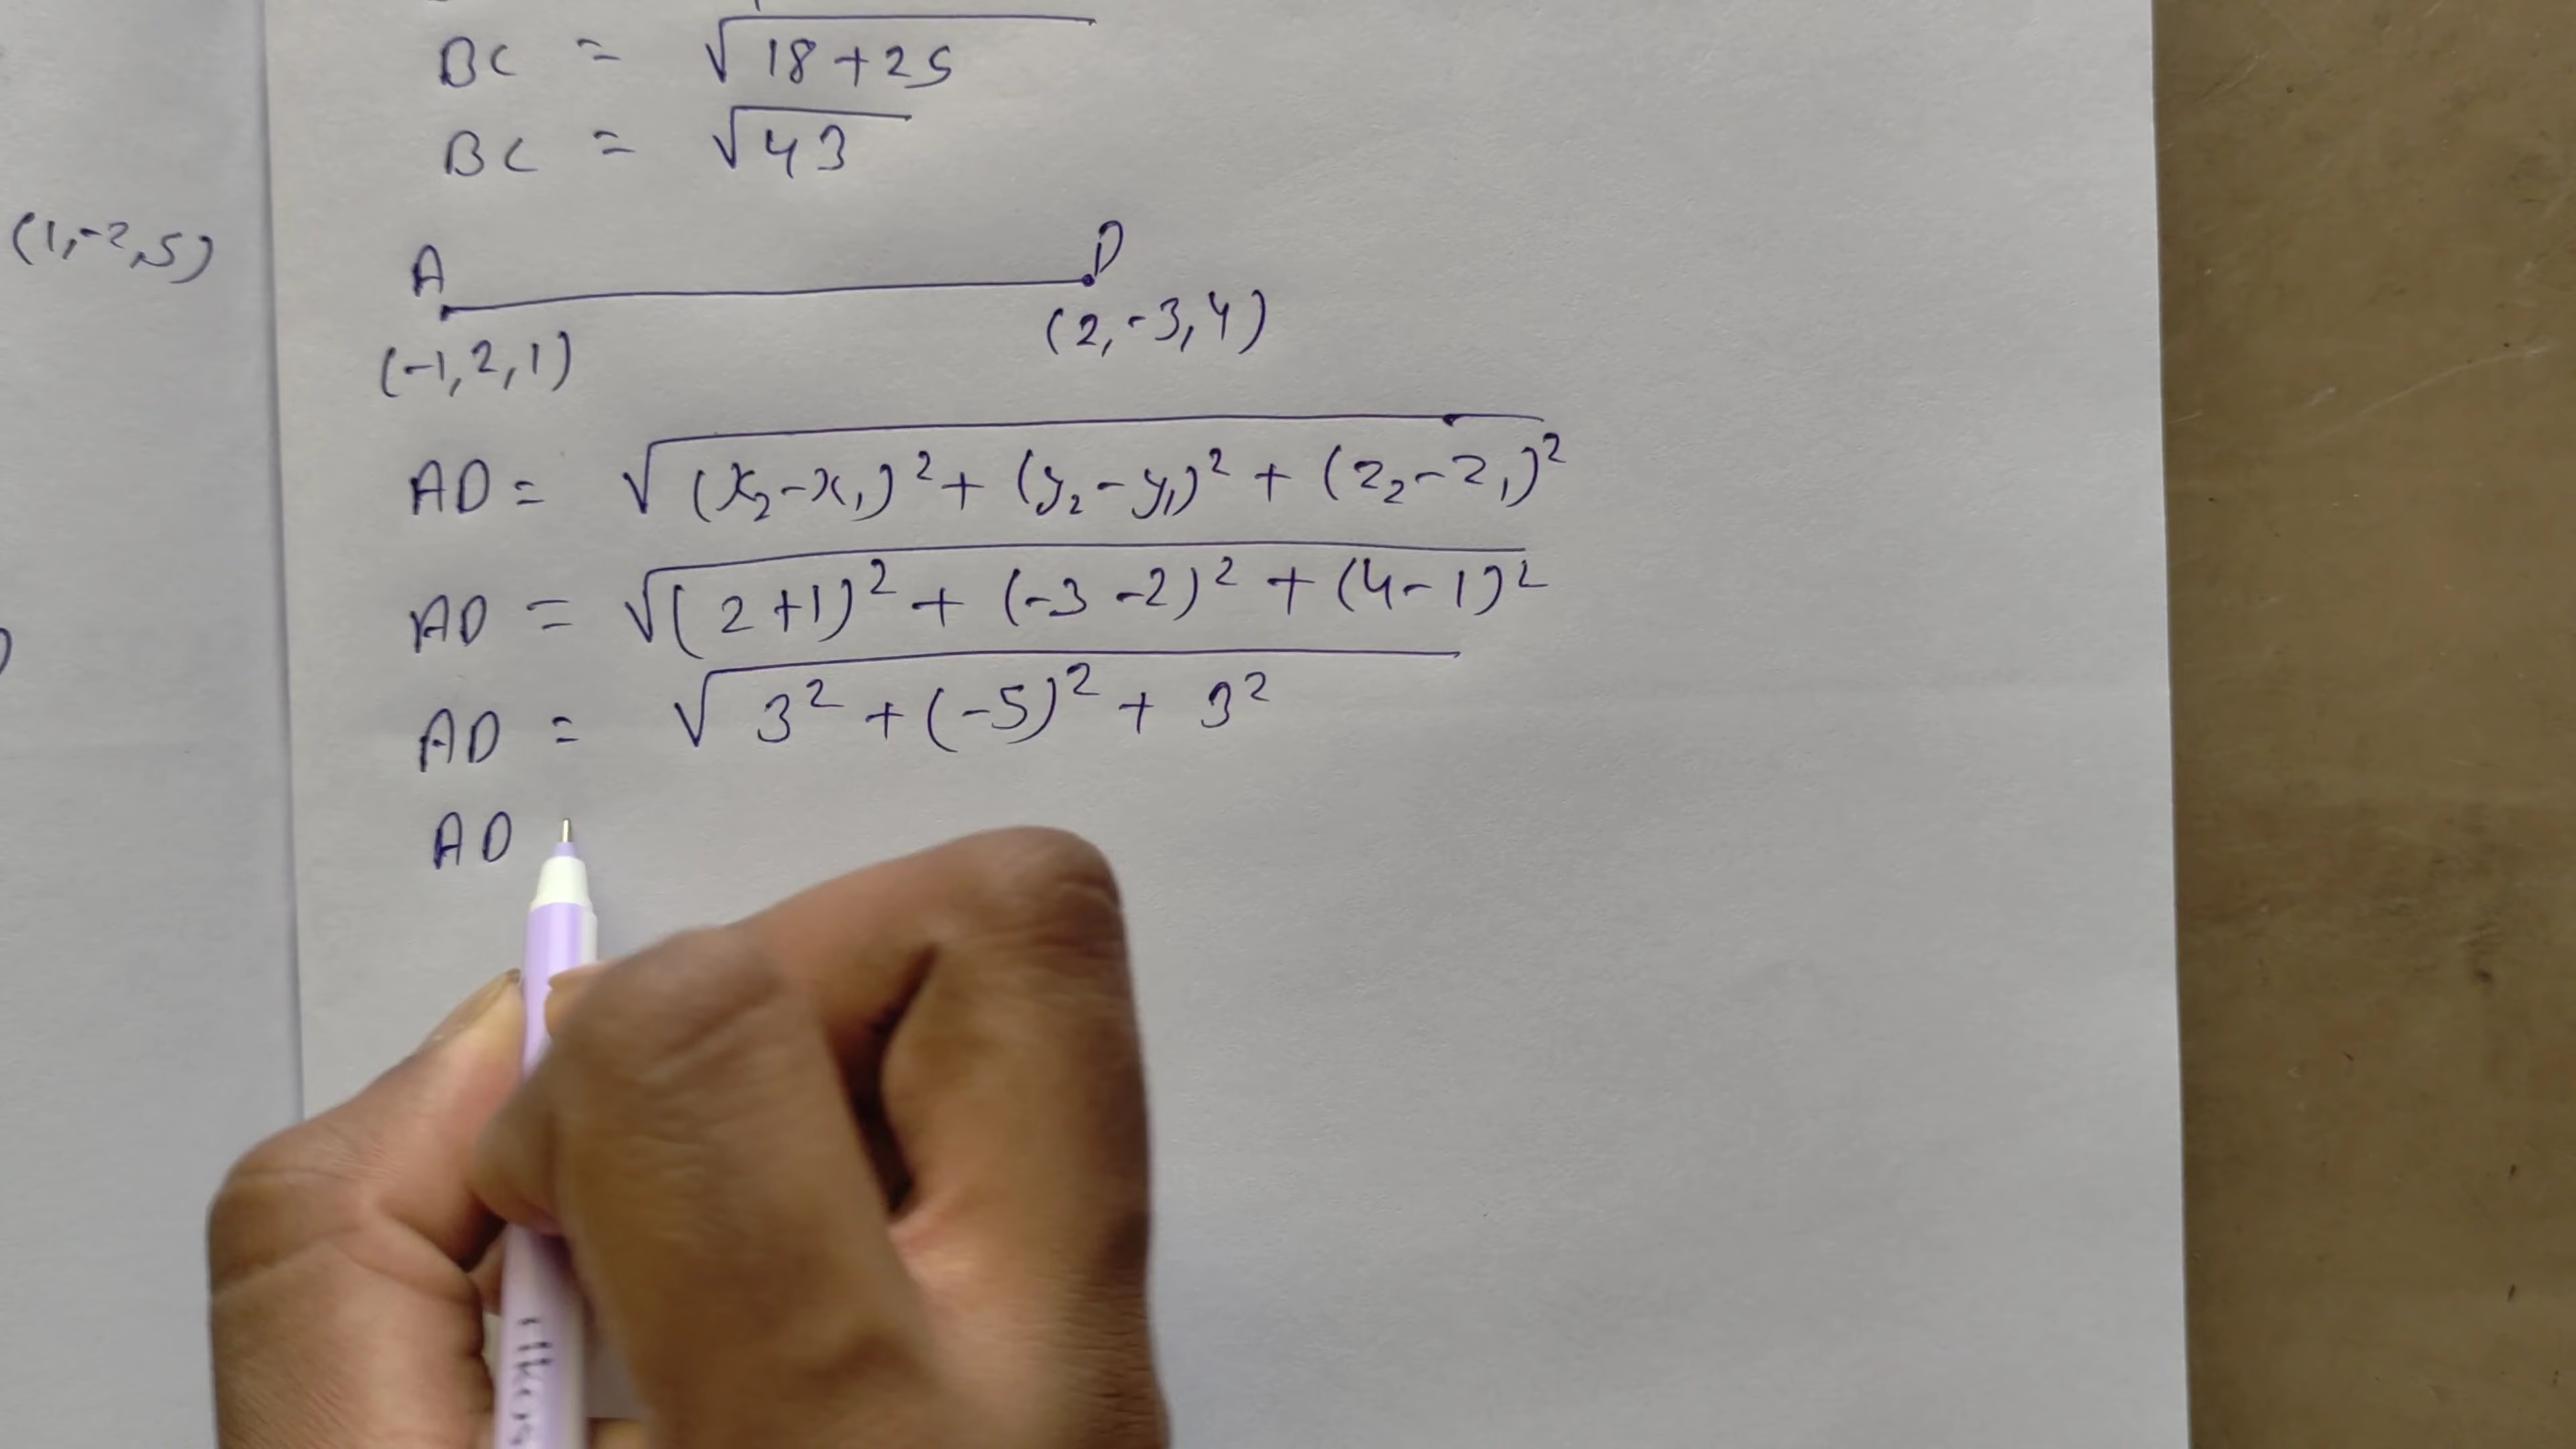 BC = √18+25
BC = √43
(1,-2,5)
A D
(-1,2,1) (2,-3,4)
AD = √(x₂-x₁)²+(y₂-y₁)²+(z₂-z₁)²
AD = √(2+1)²+(-3-2)²+(4-1)²
AD = √3²+(-5)²+3²
AD